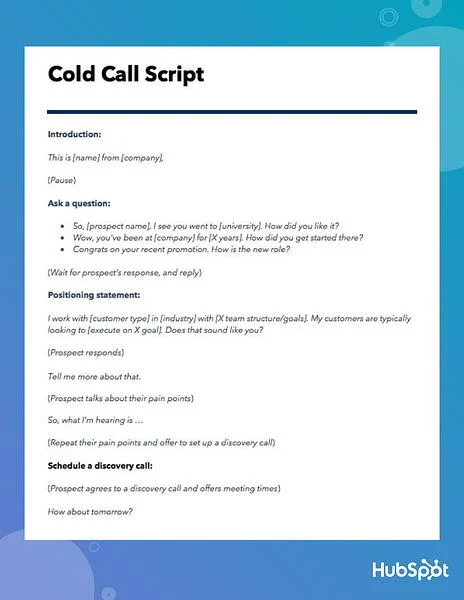 Cold Call Script
Introduction:
This is [name] from [company],
(Pause)
Ask a question:
• So, [prospect name], I see you went to [university]. How did you like it?
• Wow, you've been at [company] for [X years]. How did you get started there?
• Congrats on your recent promotion. How is the new role?
(Wait for prospect's response, and reply)
Positioning statement:
I work with [customer type] in [industry] with [X team structure/goals]. My customers are typically
looking to [execute on X goal]. Does that sound like you?
(Prospect responds)
Tell me more about that.
(Prospect talks about their pain points)
So, what I'm hearing is …
(Repeat their pain points and offer to set up a discovery call)
Schedule a discovery call:
(Prospect agrees to a discovery call and offers meeting times)
How about tomorrow?
HubSpot